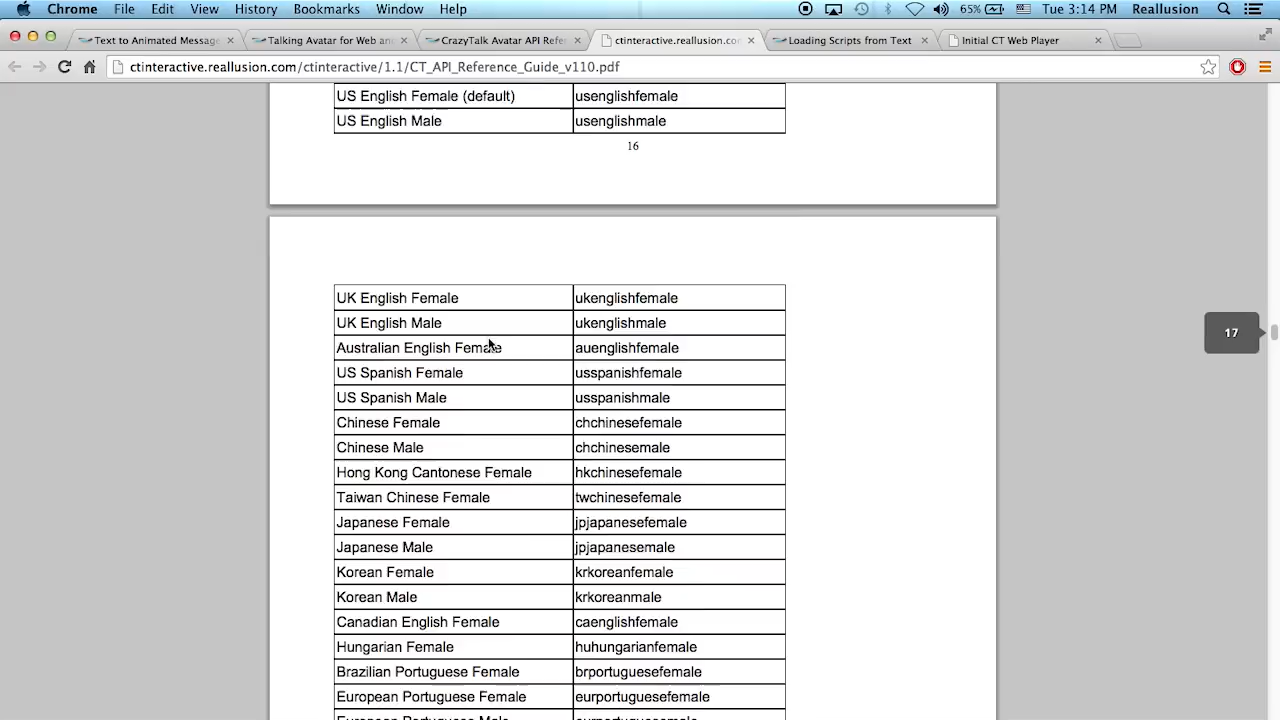 Chrome File Edit View History Bookmarks Window Help 65% Tue 3:14 PM Reallusion
Text to Animated Message Talking Avatar for Web and CrazyTalk Avatar API Refe ctinteractive.reallusion.com Loading Scripts from Text Initial CT Web Player
ctinteractive.reallusion.com/ctinteractive/1.1/CT_API_Reference_Guide_v110.pdf
US English Female (default) usenglishfemale
US English Male usenglishmale
16
UK English Female ukenglishfemale
UK English Male ukenglishmale
Australian English Female auenglishfemale
US Spanish Female usspanishfemale
US Spanish Male usspanishmale
Chinese Female chchinesefemale
Chinese Male chchinesemale
Hong Kong Cantonese Female hkchinesefemale
Taiwan Chinese Female twchinesefemale
Japanese Female jpjapanesefemale
Japanese Male jpjapanesemale
Korean Female krkoreanfemale
Korean Male krkoreanmale
Canadian English Female caenglishfemale
Hungarian Female huhungarianfemale
Brazilian Portuguese Female brportuguesefemale
European Portuguese Female eurportuguesefemale
European Portuguese Male eurportuguesemale
17